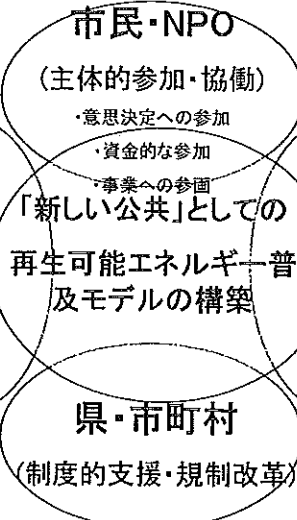 市民・NPO
(主体的参加・協働)
・意思決定への参加
・資金的な参加
・事業への参画
「新しい公共」としての
再生可能エネルギー普
及モデルの構築
県・市町村
(制度的支援・規制改革)